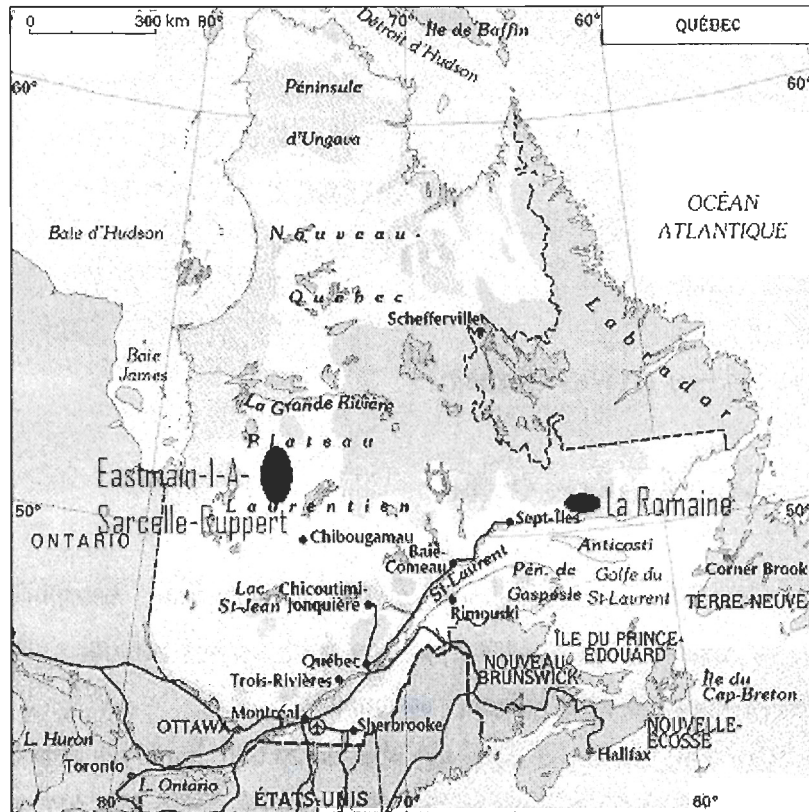 0 300 km 80° 70° 60°
Île de Baffin
QUÉBEC
Détroit d'Hudson
60° 60°
Péninsule
d'Ungava
OCÉAN
ATLANTIQUE
Baie d'Hudson
Nouveau-
Québec
Schefferville
Labrador
Baie
James
La Grande Rivière
Plateau
Eastmain-1-A-
Sarcelle-Ruppert
Laurentien
La Romaine
50° 50°
Sept-Îles
ONTARIO
Chibougamau
Anticosti
Baie-
Comeau
St-Laurent
Corner Brook
Pén. de
Gaspésie
Golfe du
St-Laurent
Lac
St-Jean
Chicoutimi-
Jonquière
TERRE-NEUVE
Rimouski
ÎLE DU PRINCE-
ÉDOUARD
Québec
NOUVEAU
BRUNSWICK
Trois-Rivières
Île du
Cap-Breton
Montréal
OTTAWA
Sherbrooke
NOUVELLE-
ÉCOSSE
L. Huron
Halifax
Toronto
L. Ontario
ÉTATS-UNIS
80° 70° 80°